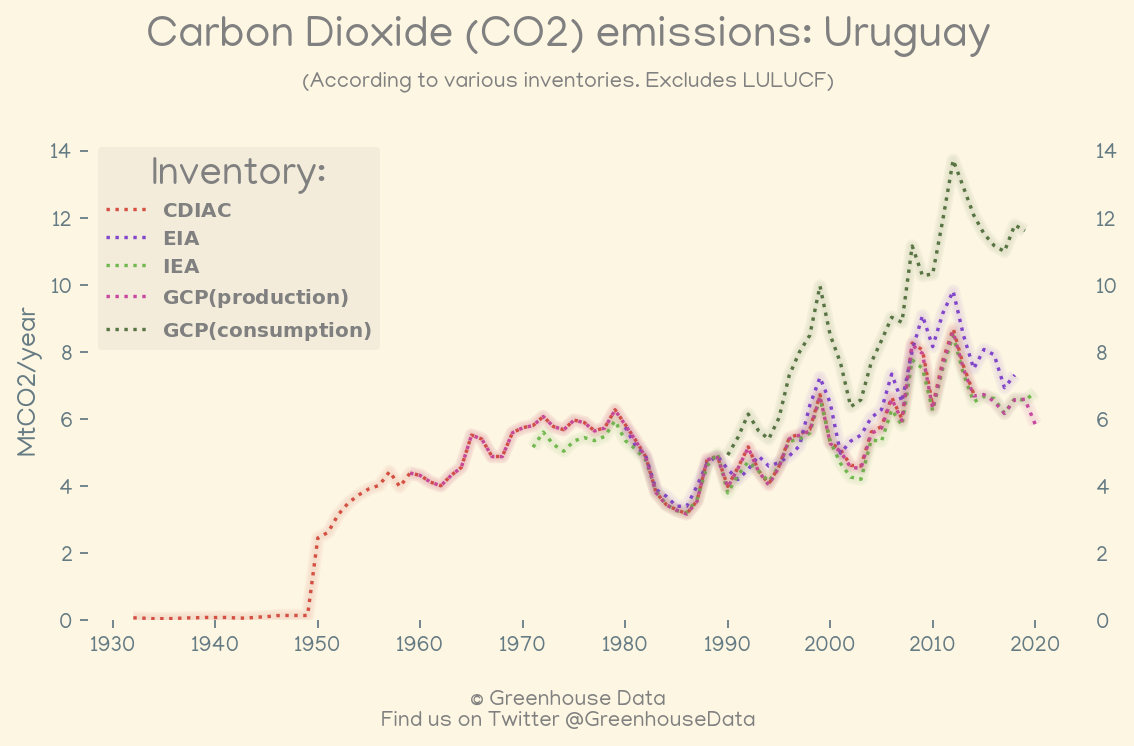 Carbon Dioxide (CO2) emissions: Uruguay
(According to various inventories. Excludes LULUCF)
14
14
Inventory:
CDIAC
12
12
EIA
IEA
10
10
GCP(production)
GCP(consumption)
MtCO2/year
8
8
6
6
4
4
2
2
0
0
1930 1940 1950 1960 1970 1980 1990 2000 2010 2020
© Greenhouse Data
Find us on Twitter @GreenhouseData